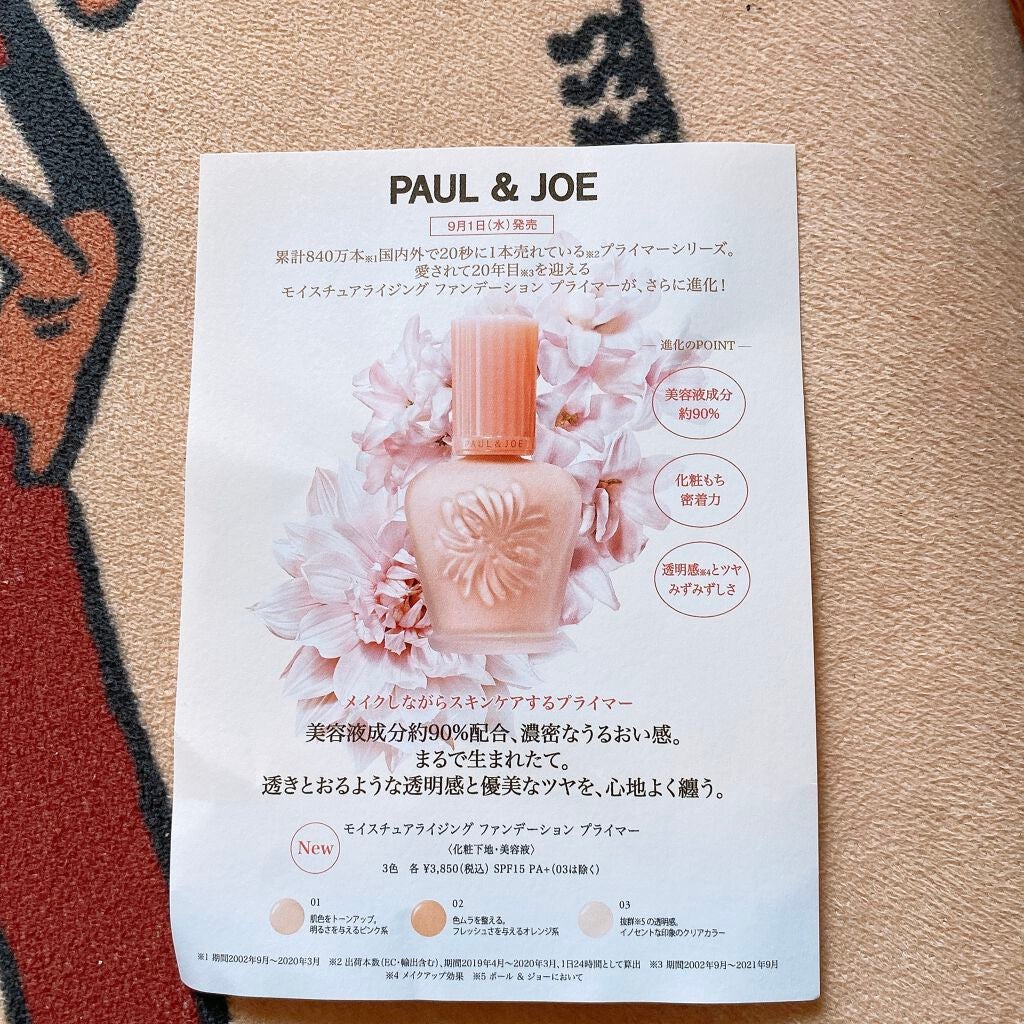 PAUL & JOE
9月1日(水)発売
累計840万本※1国内外で20秒に1本売れている※2プライマーシリーズ。
愛されて20年目※3を迎える
モイスチュアライジング ファンデーション プライマーが、さらに進化!
進化のPOINT
美容液成分
約90%
化粧もち
密着力
透明感※4とツヤ
みずみずしさ
PAUL & JOE
メイクしながらスキンケアするプライマー
美容液成分約90%配合、濃密なうるおい感。
まるで生まれたて。
透きとおるような透明感と優美なツヤを、心地よく纏う。
New
モイスチュアライジング ファンデーション プライマー
〈化粧下地・美容液〉
3色 各 ¥3,850(税込) SPF15 PA+(03は除く)
01
肌色をトーンアップ。
明るさを与えるピンク系
02
色ムラを整える。
フレッシュさを与えるオレンジ系
03
抜群※5の透明感。
イノセントな印象のクリアカラー
※1 期間2002年9月～2020年3月 ※2 出荷本数(EC・輸出含む)、期間2019年4月～2020年3月、1日24時間として算出 ※3 期間2002年9月～2021年9月
※4 メイクアップ効果 ※5 ポール & ジョーにおいて